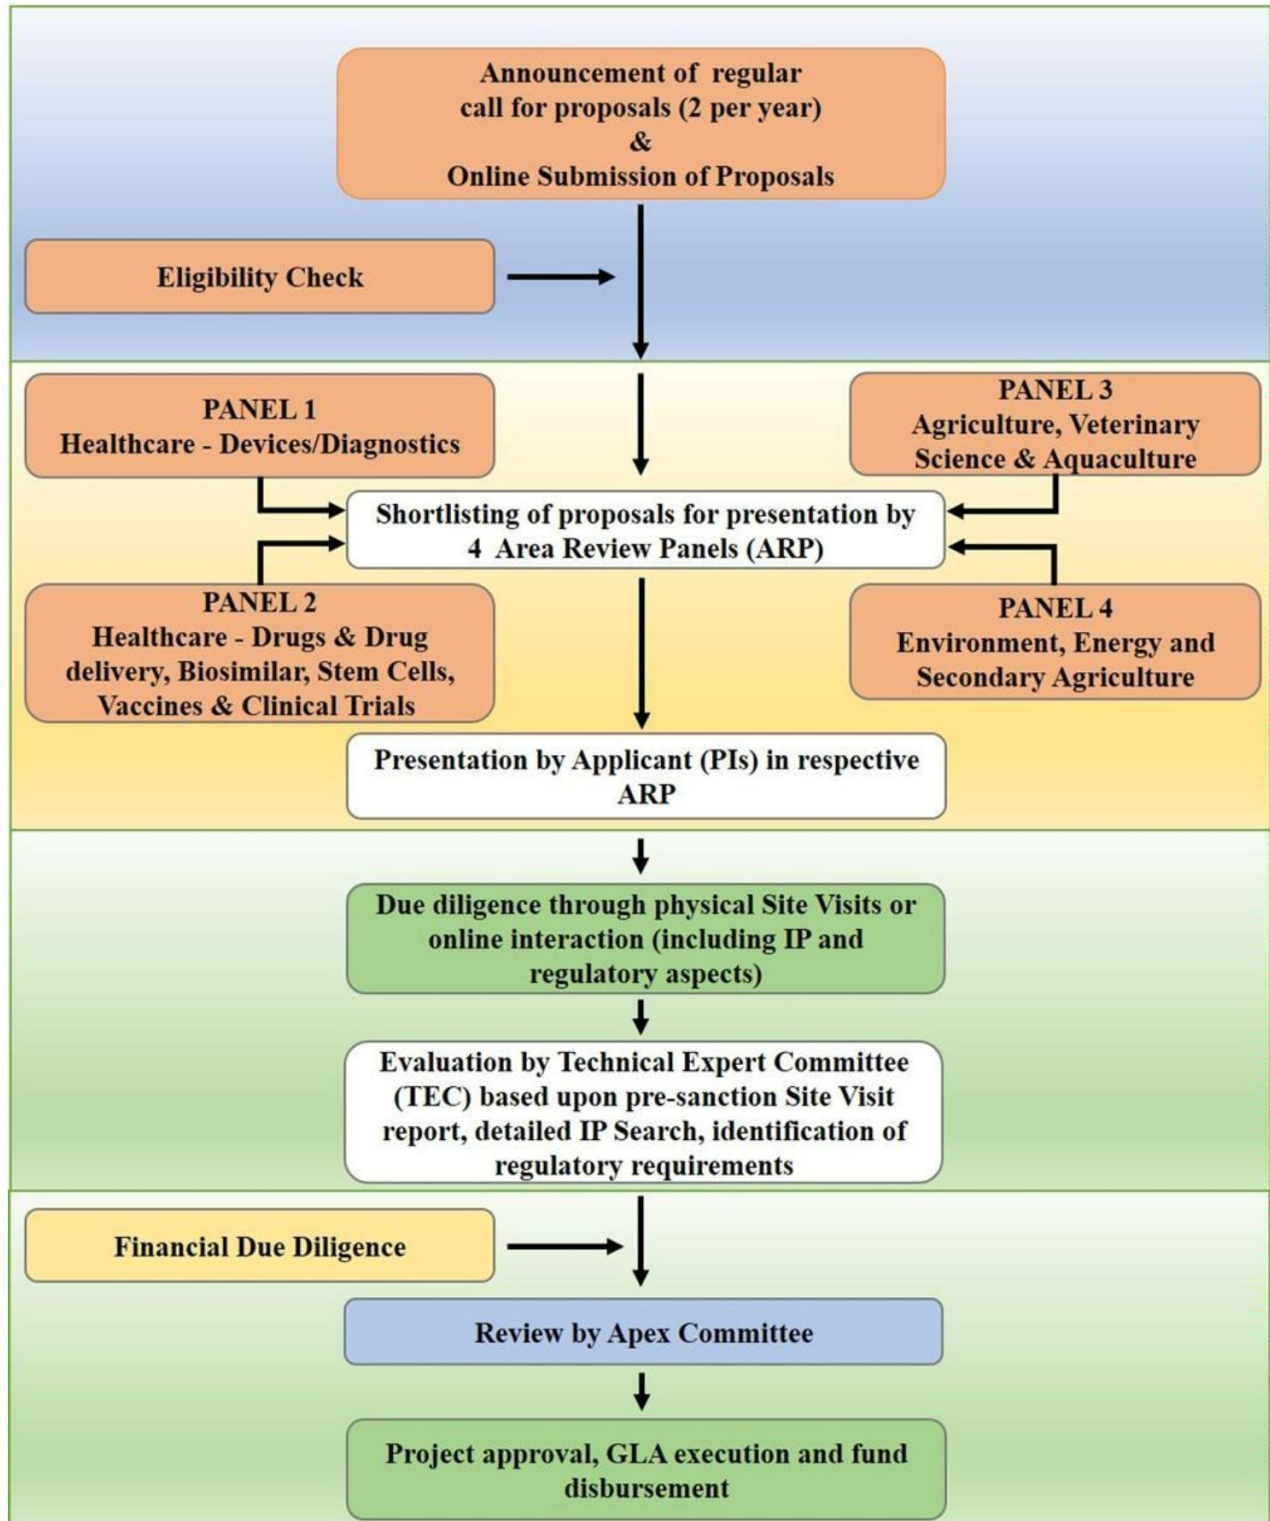 Announcement of regular
call for proposals (2 per year)
&
Online Submission of Proposals
Eligibility Check
PANEL 1
Healthcare - Devices/Diagnostics
PANEL 3
Agriculture, Veterinary
Science & Aquaculture
Shortlisting of proposals for presentation by
4 Area Review Panels (ARP)
PANEL 2
Healthcare - Drugs & Drug
delivery, Biosimilar, Stem Cells,
Vaccines & Clinical Trials
PANEL 4
Environment, Energy and
Secondary Agriculture
Presentation by Applicant (PIs) in respective
ARP
Due diligence through physical Site Visits or
online interaction (including IP and
regulatory aspects)
Evaluation by Technical Expert Committee
(TEC) based upon pre-sanction Site Visit
report, detailed IP Search, identification of
regulatory requirements
Financial Due Diligence
Review by Apex Committee
Project approval, GLA execution and fund
disbursement